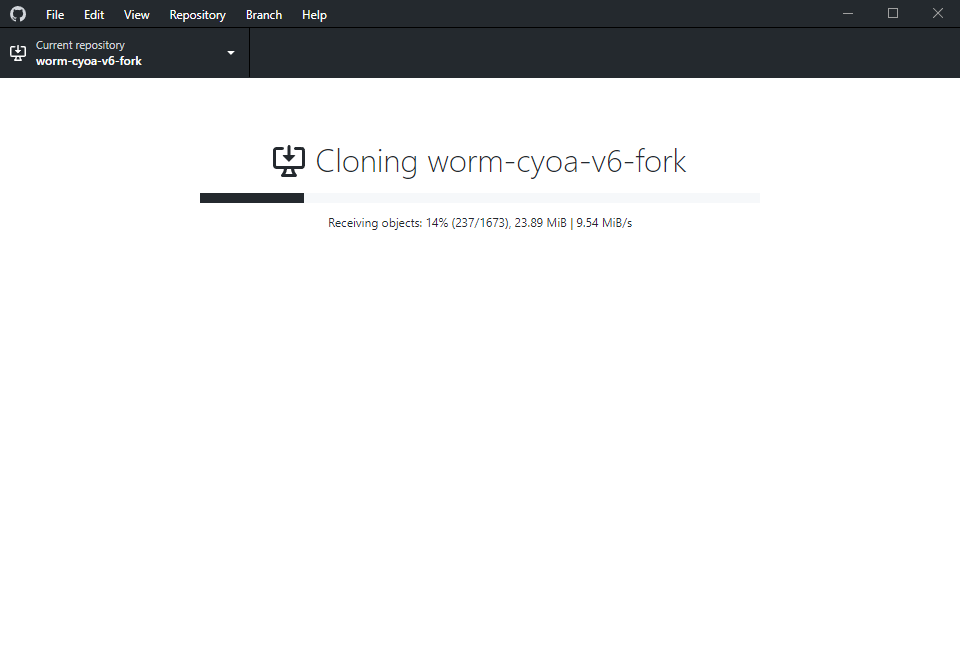 File Edit View Repository Branch Help
Current repository
worm-cyoa-v6-fork
Cloning worm-cyoa-v6-fork
Receiving objects: 14% (237/1673), 23.89 MiB | 9.54 MiB/s